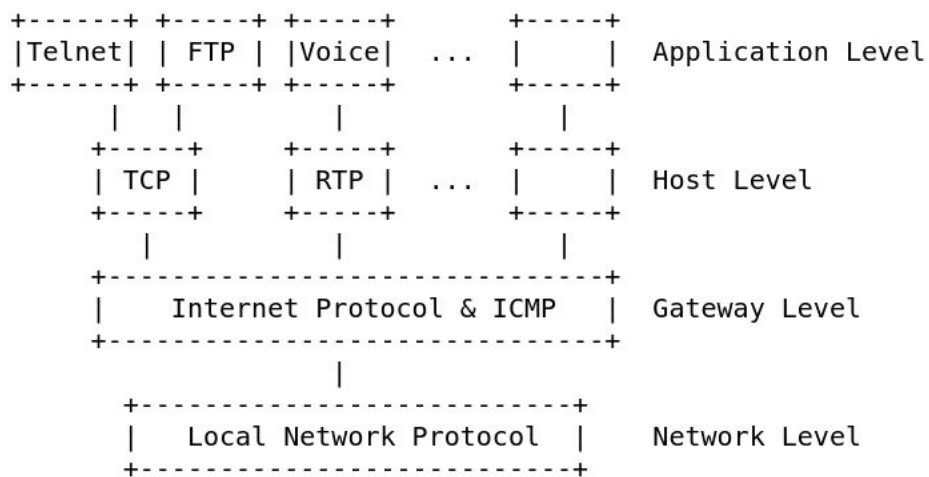 +------+ +-----+ +-----+       +-----+
|Telnet| | FTP | |Voice|  ...  |     |  Application Level
+------+ +-----+ +-----+       +-----+
      |   |         |             |
     +-----+     +-----+       +-----+
     | TCP |     | RTP |  ...  |     |  Host Level
     +-----+     +-----+       +-----+
        |           |             |
     +-------------------------------+
     |    Internet Protocol & ICMP   |  Gateway Level
     +-------------------------------+
                    |
       +---------------------------+
       |   Local Network Protocol  |    Network Level
       +---------------------------+